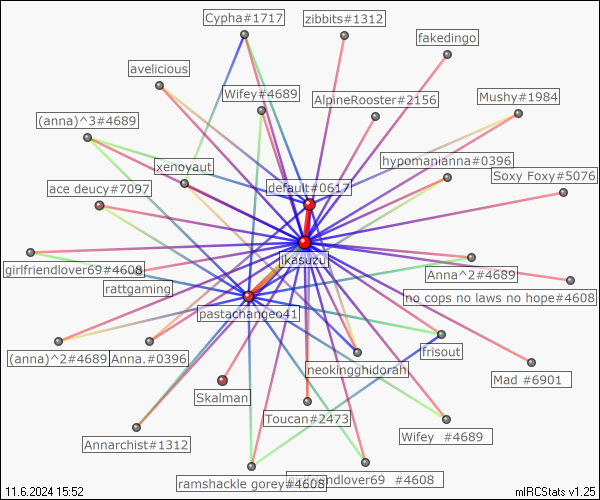 Cypha#1717
zibbits#1312
fakedingo
avelicious
Wifey#4689
AlpineRooster#2156
Mushy#1984
(anna)^3#4689
xenoyaut
hypomanianna#0396
Soxy Foxy#5076
ace deucy#7097
default#0617
jikasuzu
girlfriendlover69#4608
rattgaming
Anna^2#4689
no cops no laws no hope#4608
pastachangeo41
(anna)^2#4689
Anna.#0396
frisout
neokingghidorah
Mad #6901
Skalman
Toucan#2473
Annarchist#1312
Wifey #4689
ramshackle gorey#4608
girlfriendlover69 #4608
11.6.2024 15:52
mIRCStats v1.25